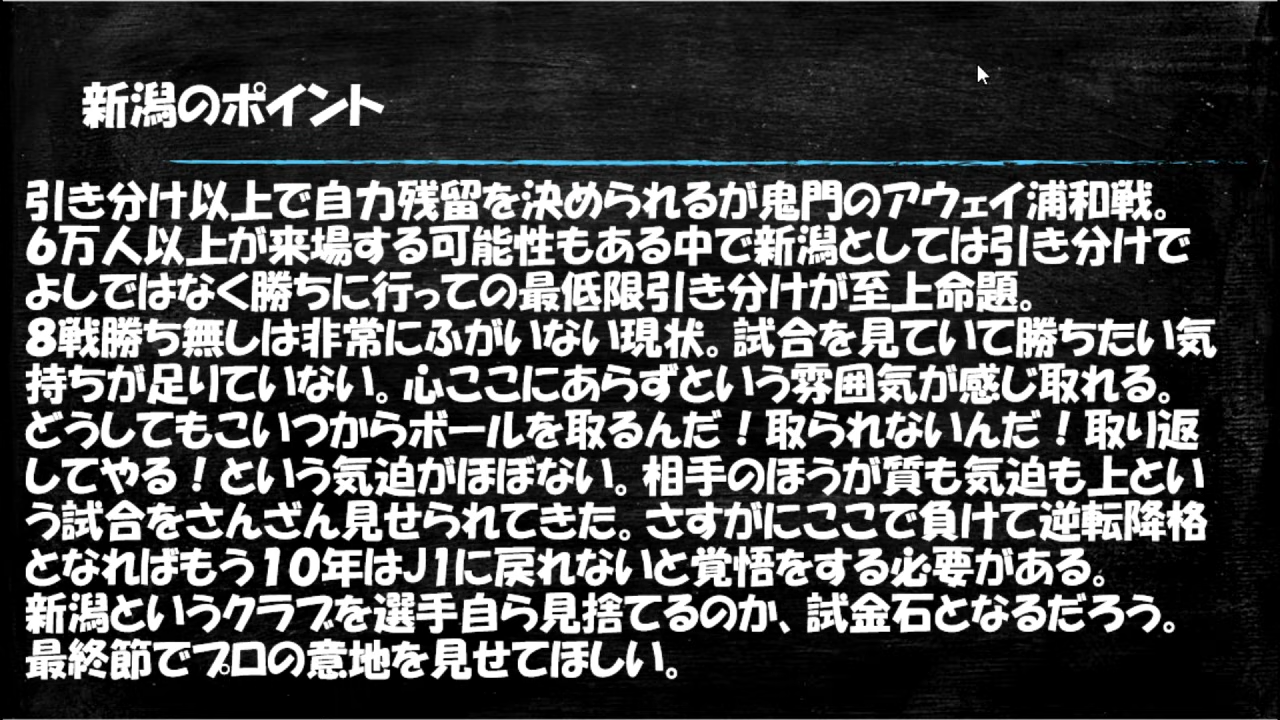 新潟のポイント
引き分け以上で自力残留を決められるが鬼門のアウェイ浦和戦。
6万人以上が来場する可能性もある中で新潟としては引き分けで
よしではなく勝ちに行っての最低限引き分けが至上命題。
8戦勝ち無しは非常にふがいない現状。試合を見ていて勝ちたい気
持ちが足りていない。心ここにあらずという雰囲気が感じ取れる。
どうしてもこいつからボールを取るんだ！取られないんだ！取り返
してやる！という気迫がほぼない。相手のほうが質も気迫も上とい
う試合をさんざん見せられてきた。さすがにここで負けて逆転降格
となればもう10年はJ1に戻れないと覚悟をする必要がある。
新潟というクラブを選手自ら見捨てるのか、試金石となるだろう。
最終節でプロの意地を見せてほしい。